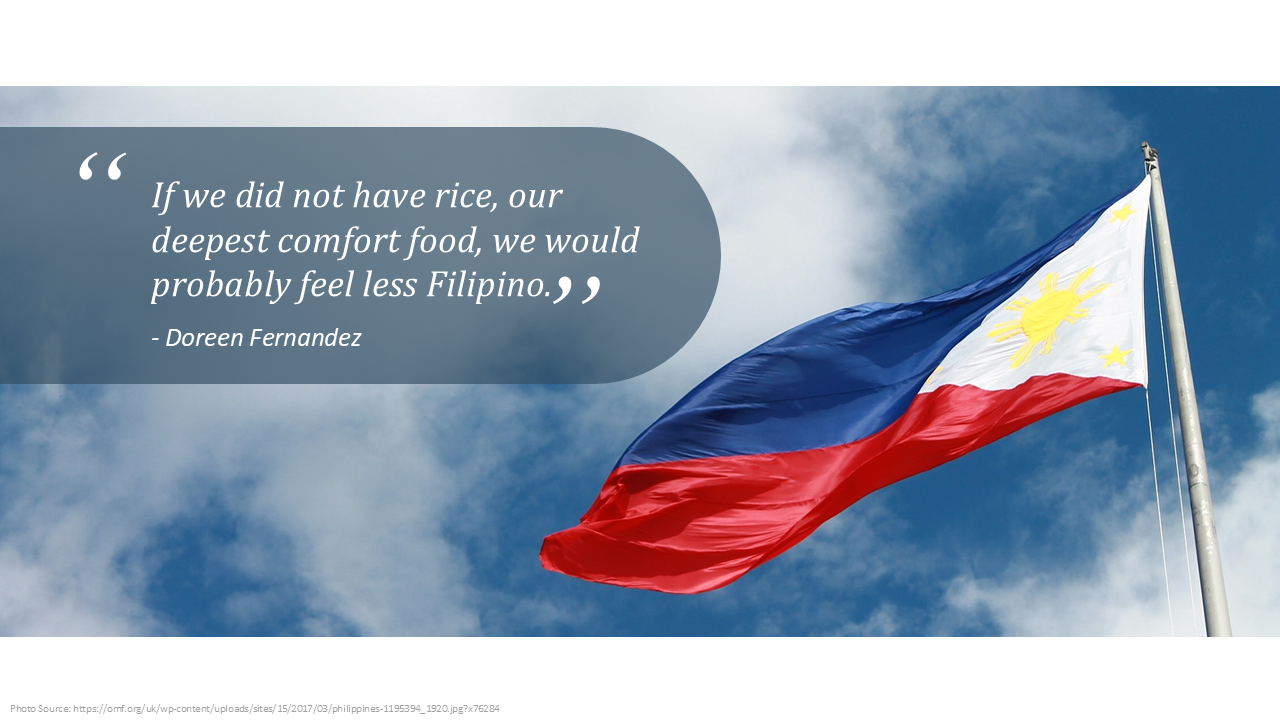 “
If we did not have rice, our
deepest comfort food, we would
probably feel less Filipino.”
- Doreen Fernandez
Photo Source: https://omf.org/uk/wp-content/uploads/sites/15/2017/03/philippines-1195394_1920.jpg?x76284